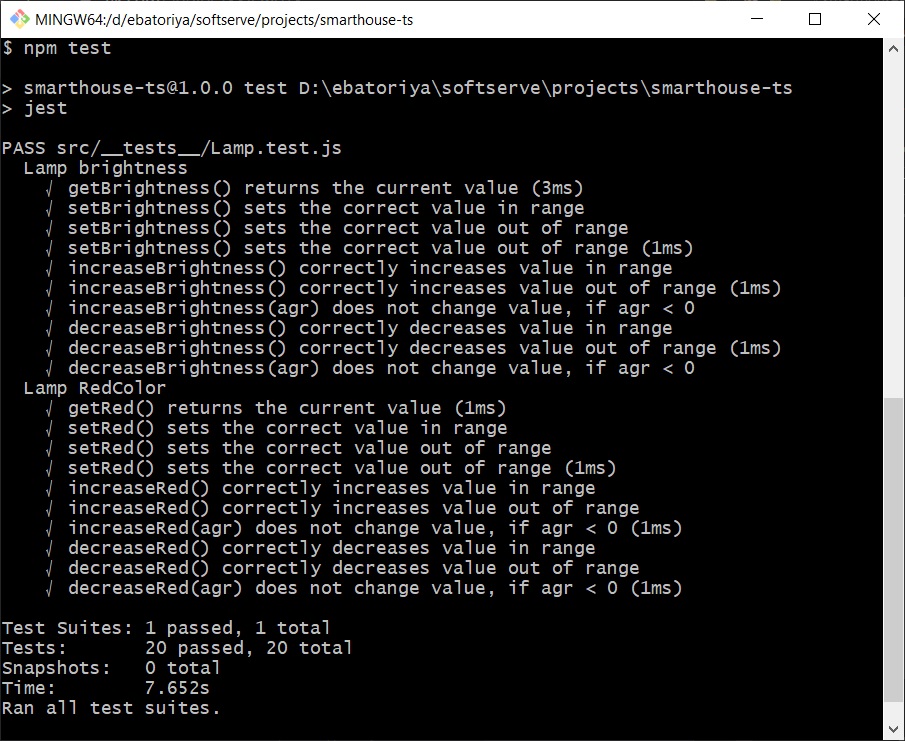 MINGW64:/d/ebatoriya/softserve/projects/smarthouse-ts
$ npm test
> smarthouse-ts@1.0.0 test D:\ebatoriya\softserve\projects\smarthouse-ts
> jest
PASS src/__tests__/Lamp.test.js
Lamp brightness
√ getBrightness() returns the current value (3ms)
√ setBrightness() sets the correct value in range
√ setBrightness() sets the correct value out of range
√ setBrightness() sets the correct value out of range (1ms)
√ increaseBrightness() correctly increases value in range
√ increaseBrightness() correctly increases value out of range (1ms)
√ increaseBrightness(agr) does not change value, if agr < 0
√ decreaseBrightness() correctly decreases value in range
√ decreaseBrightness() correctly decreases value out of range (1ms)
√ decreaseBrightness(agr) does not change value, if agr < 0
Lamp RedColor
√ getRed() returns the current value (1ms)
√ setRed() sets the correct value in range
√ setRed() sets the correct value out of range
√ setRed() sets the correct value out of range (1ms)
√ increaseRed() correctly increases value in range
√ increaseRed() correctly increases value out of range
√ increaseRed(agr) does not change value, if agr < 0 (1ms)
√ decreaseRed() correctly decreases value in range
√ decreaseRed() correctly decreases value out of range
√ decreaseRed(agr) does not change value, if agr < 0 (1ms)
Test Suites: 1 passed, 1 total
Tests: 20 passed, 20 total
Snapshots: 0 total
Time: 7.652s
Ran all test suites.